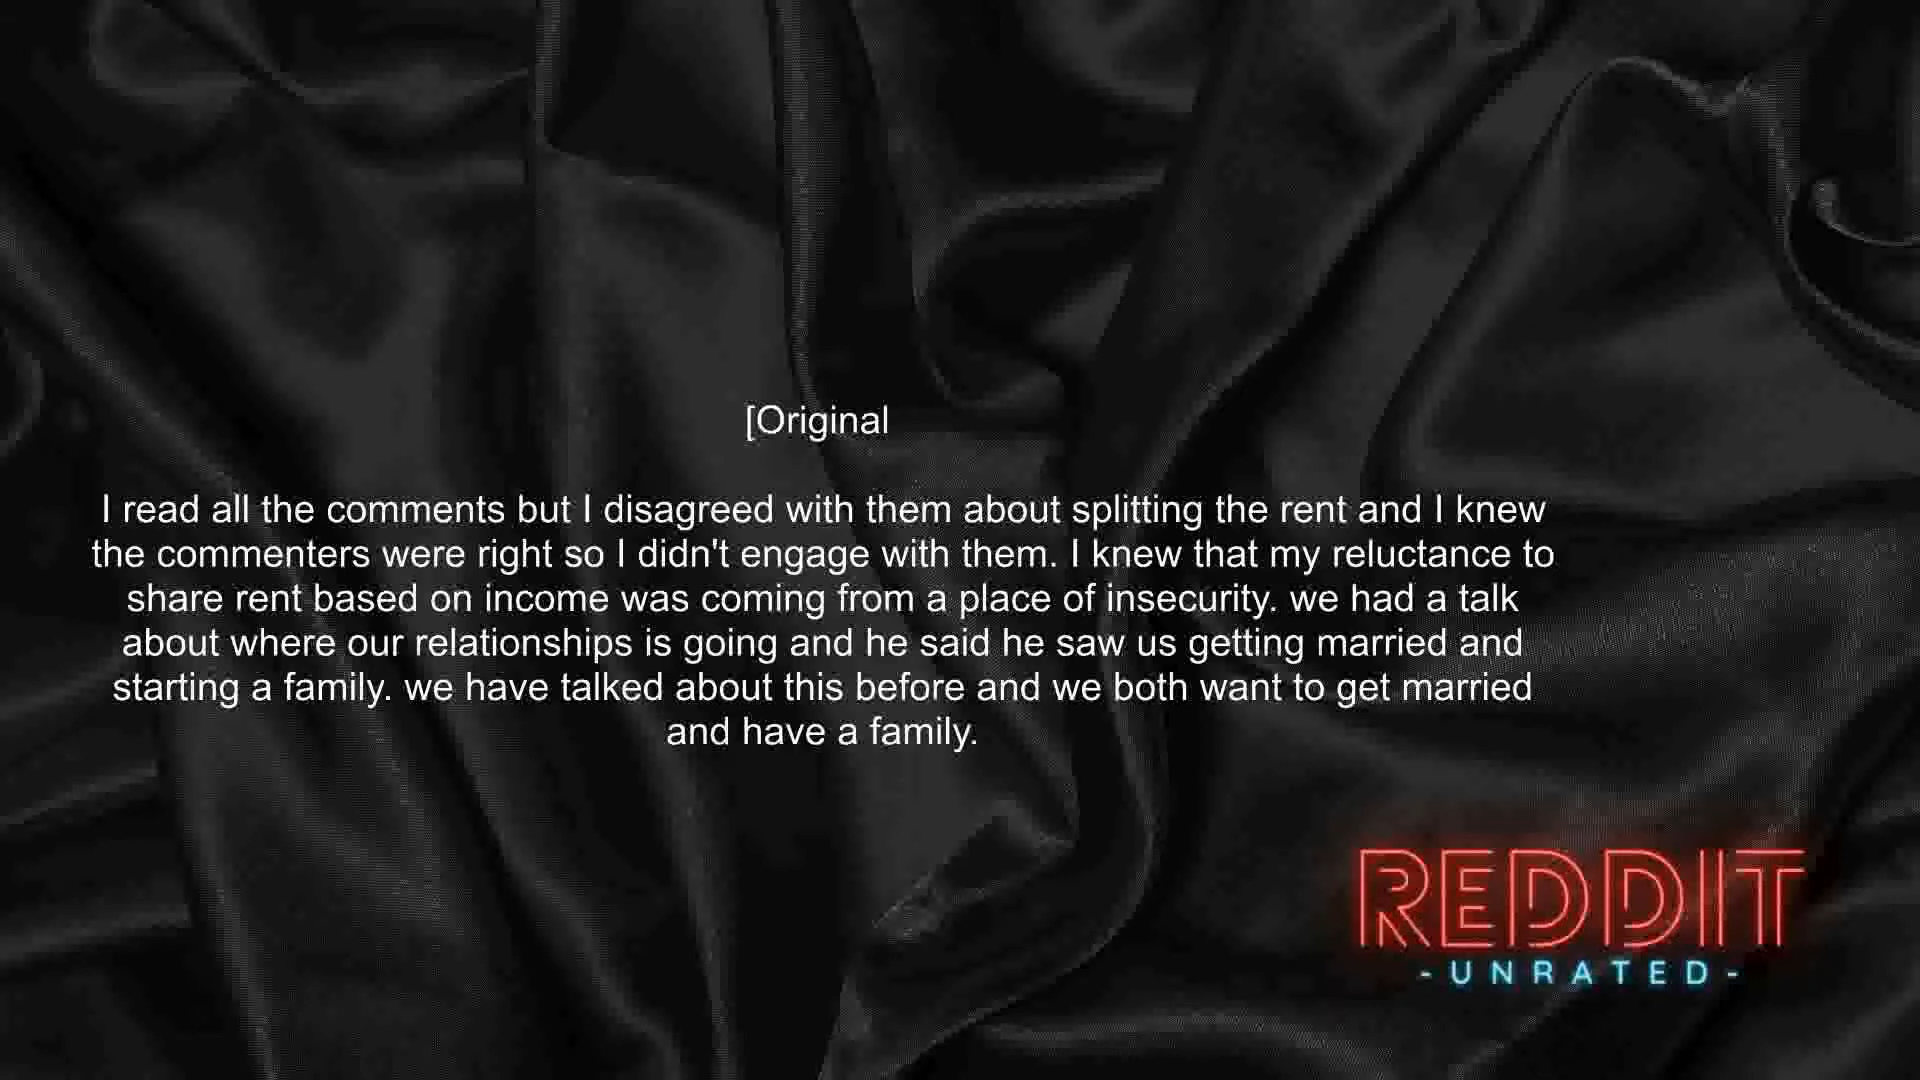 [Original
I read all the comments but I disagreed with them about splitting the rent and I knew
the commenters were right so I didn't engage with them. I knew that my reluctance to
share rent based on income was coming from a place of insecurity. we had a talk
about where our relationships is going and he said he saw us getting married and
starting a family. we have talked about this before and we both want to get married
and have a family.
REDDIT
-UNRATED-